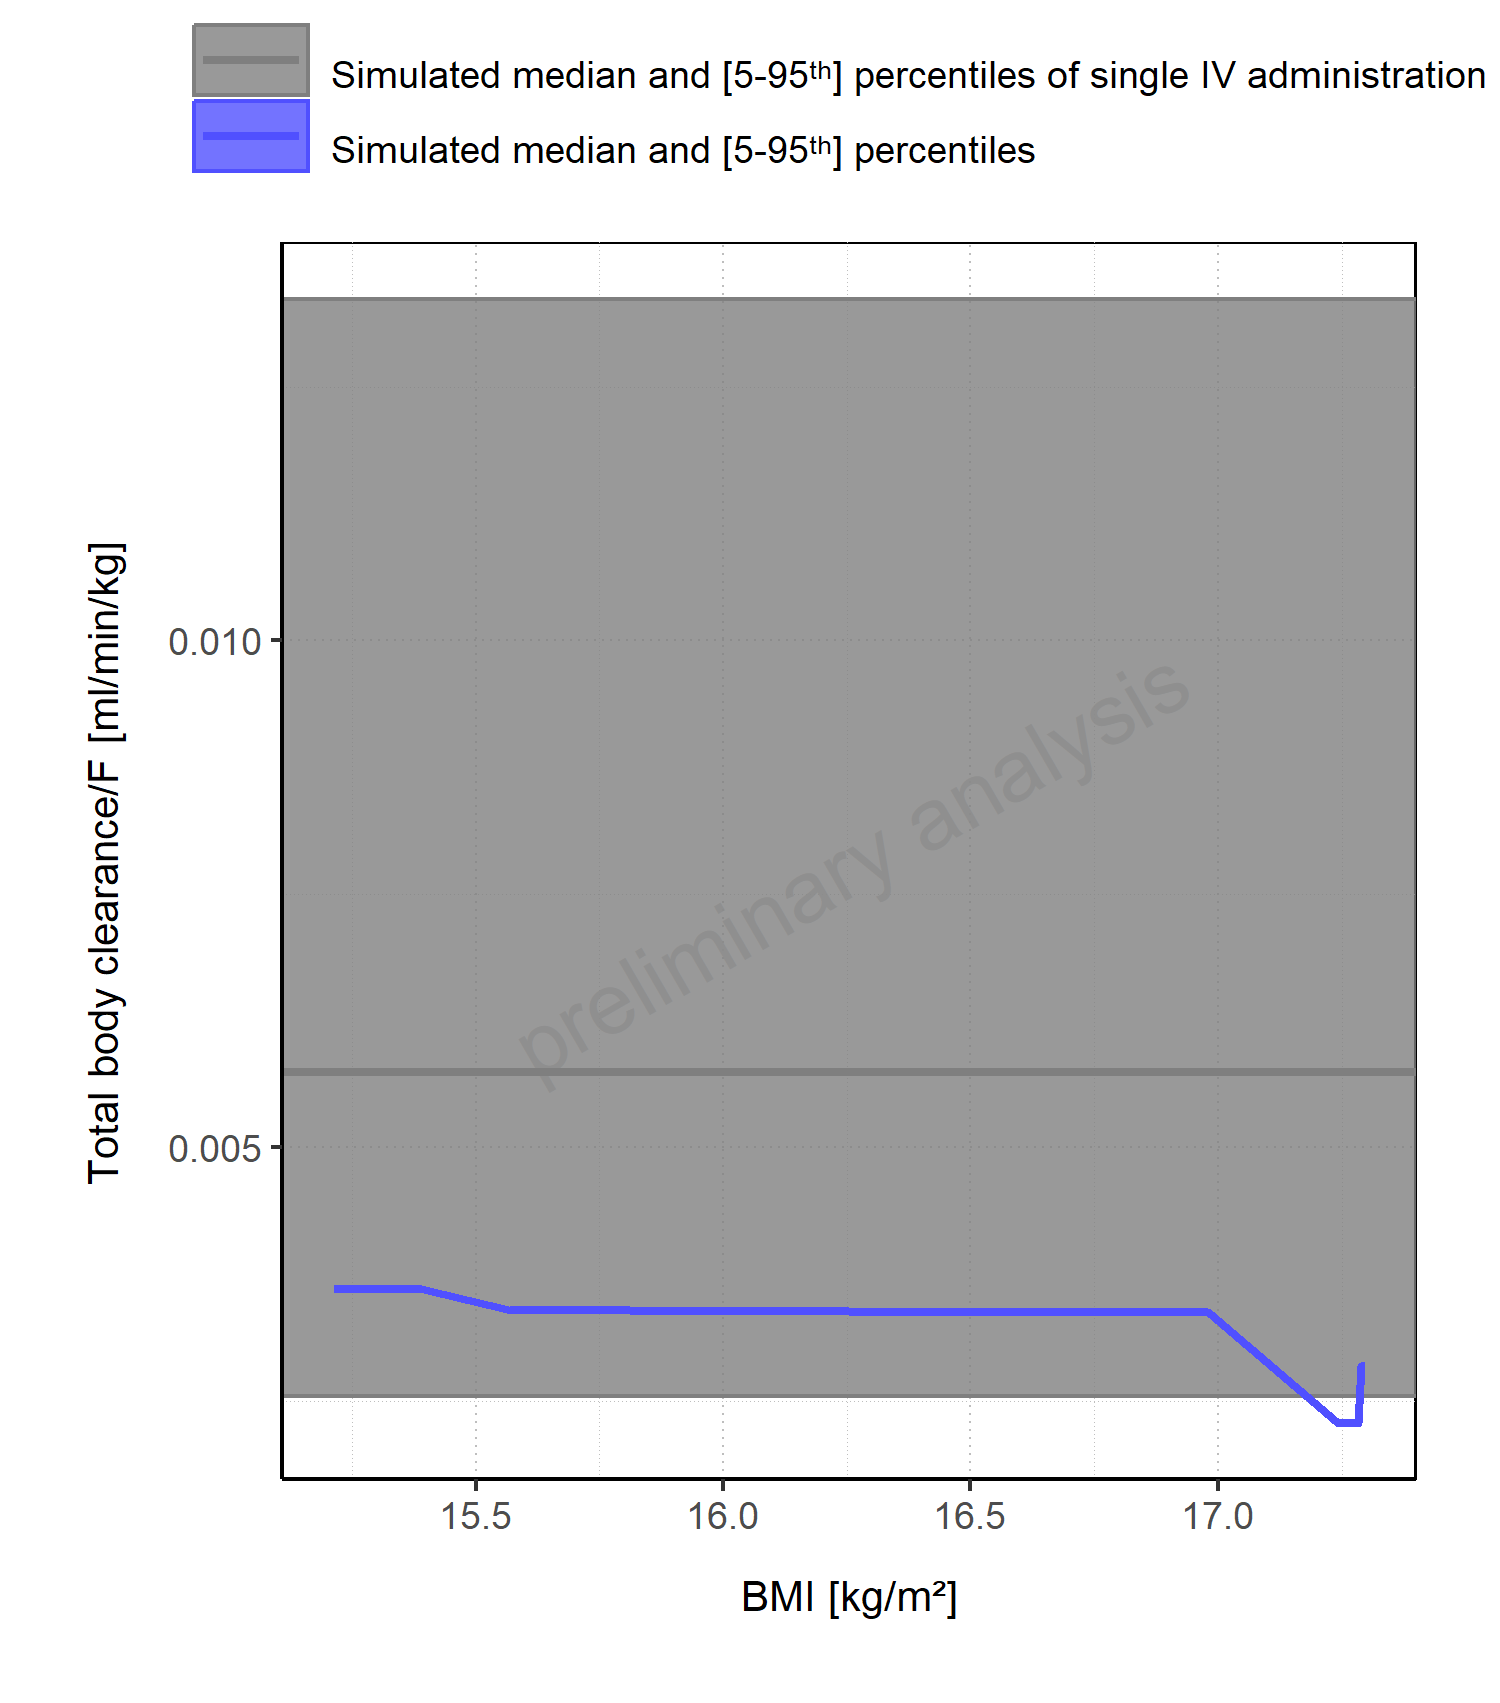 Simulated median and [5-95ᵗʰ] percentiles of single IV administration
Simulated median and [5-95ᵗʰ] percentiles
Total body clearance/F [ml/min/kg]
0.010
0.005
preliminary analysis
15.5 16.0 16.5 17.0
BMI [kg/m²]